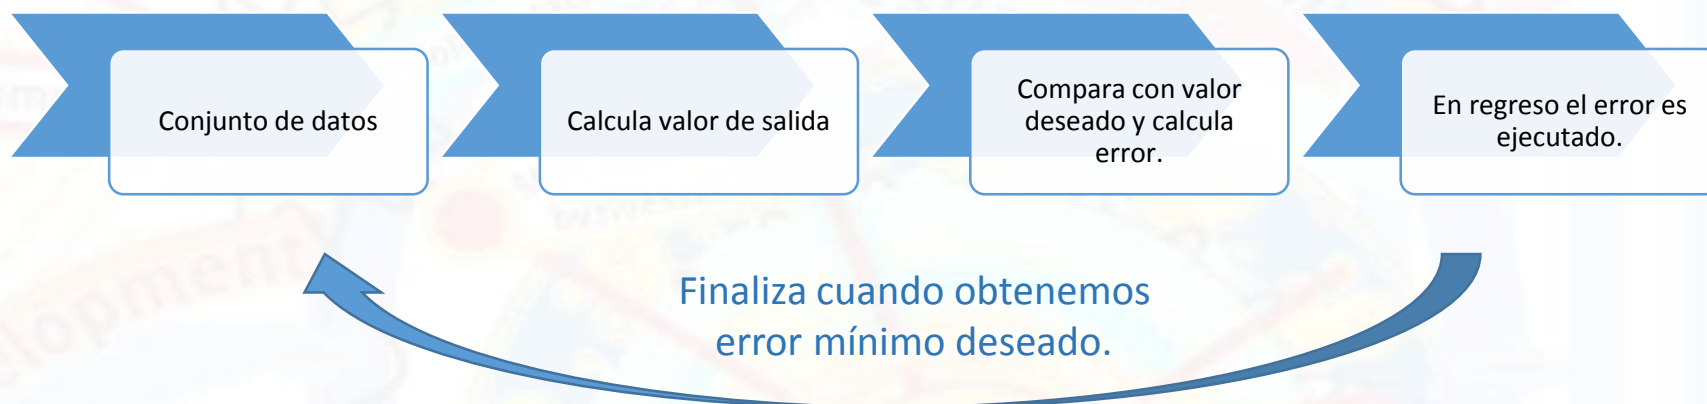 Conjunto de datos
Calcula valor de salida
Compara con valor
deseado y calcula
error.
En regreso el error es
ejecutado.
Finaliza cuando obtenemos
error mínimo deseado.